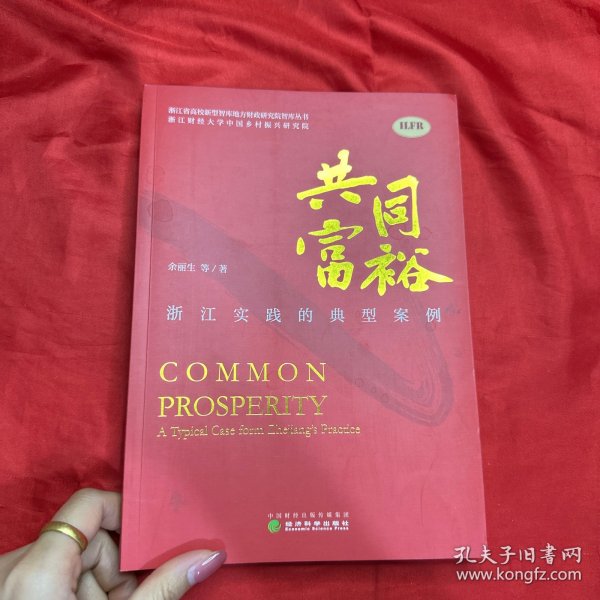 浙江省高校新型智库地方财政研究院智库丛书
浙江财经大学中国乡村振兴研究院
ILFR
共同
富裕
余丽生 等/著
浙江实践的典型案例
COMMON
PROSPERITY
A Typical Case form Zhejiang's Practice
中国财经出版传媒集团
经济科学出版社
Economic Science Press
孔夫子旧书网
www.kongfz.com